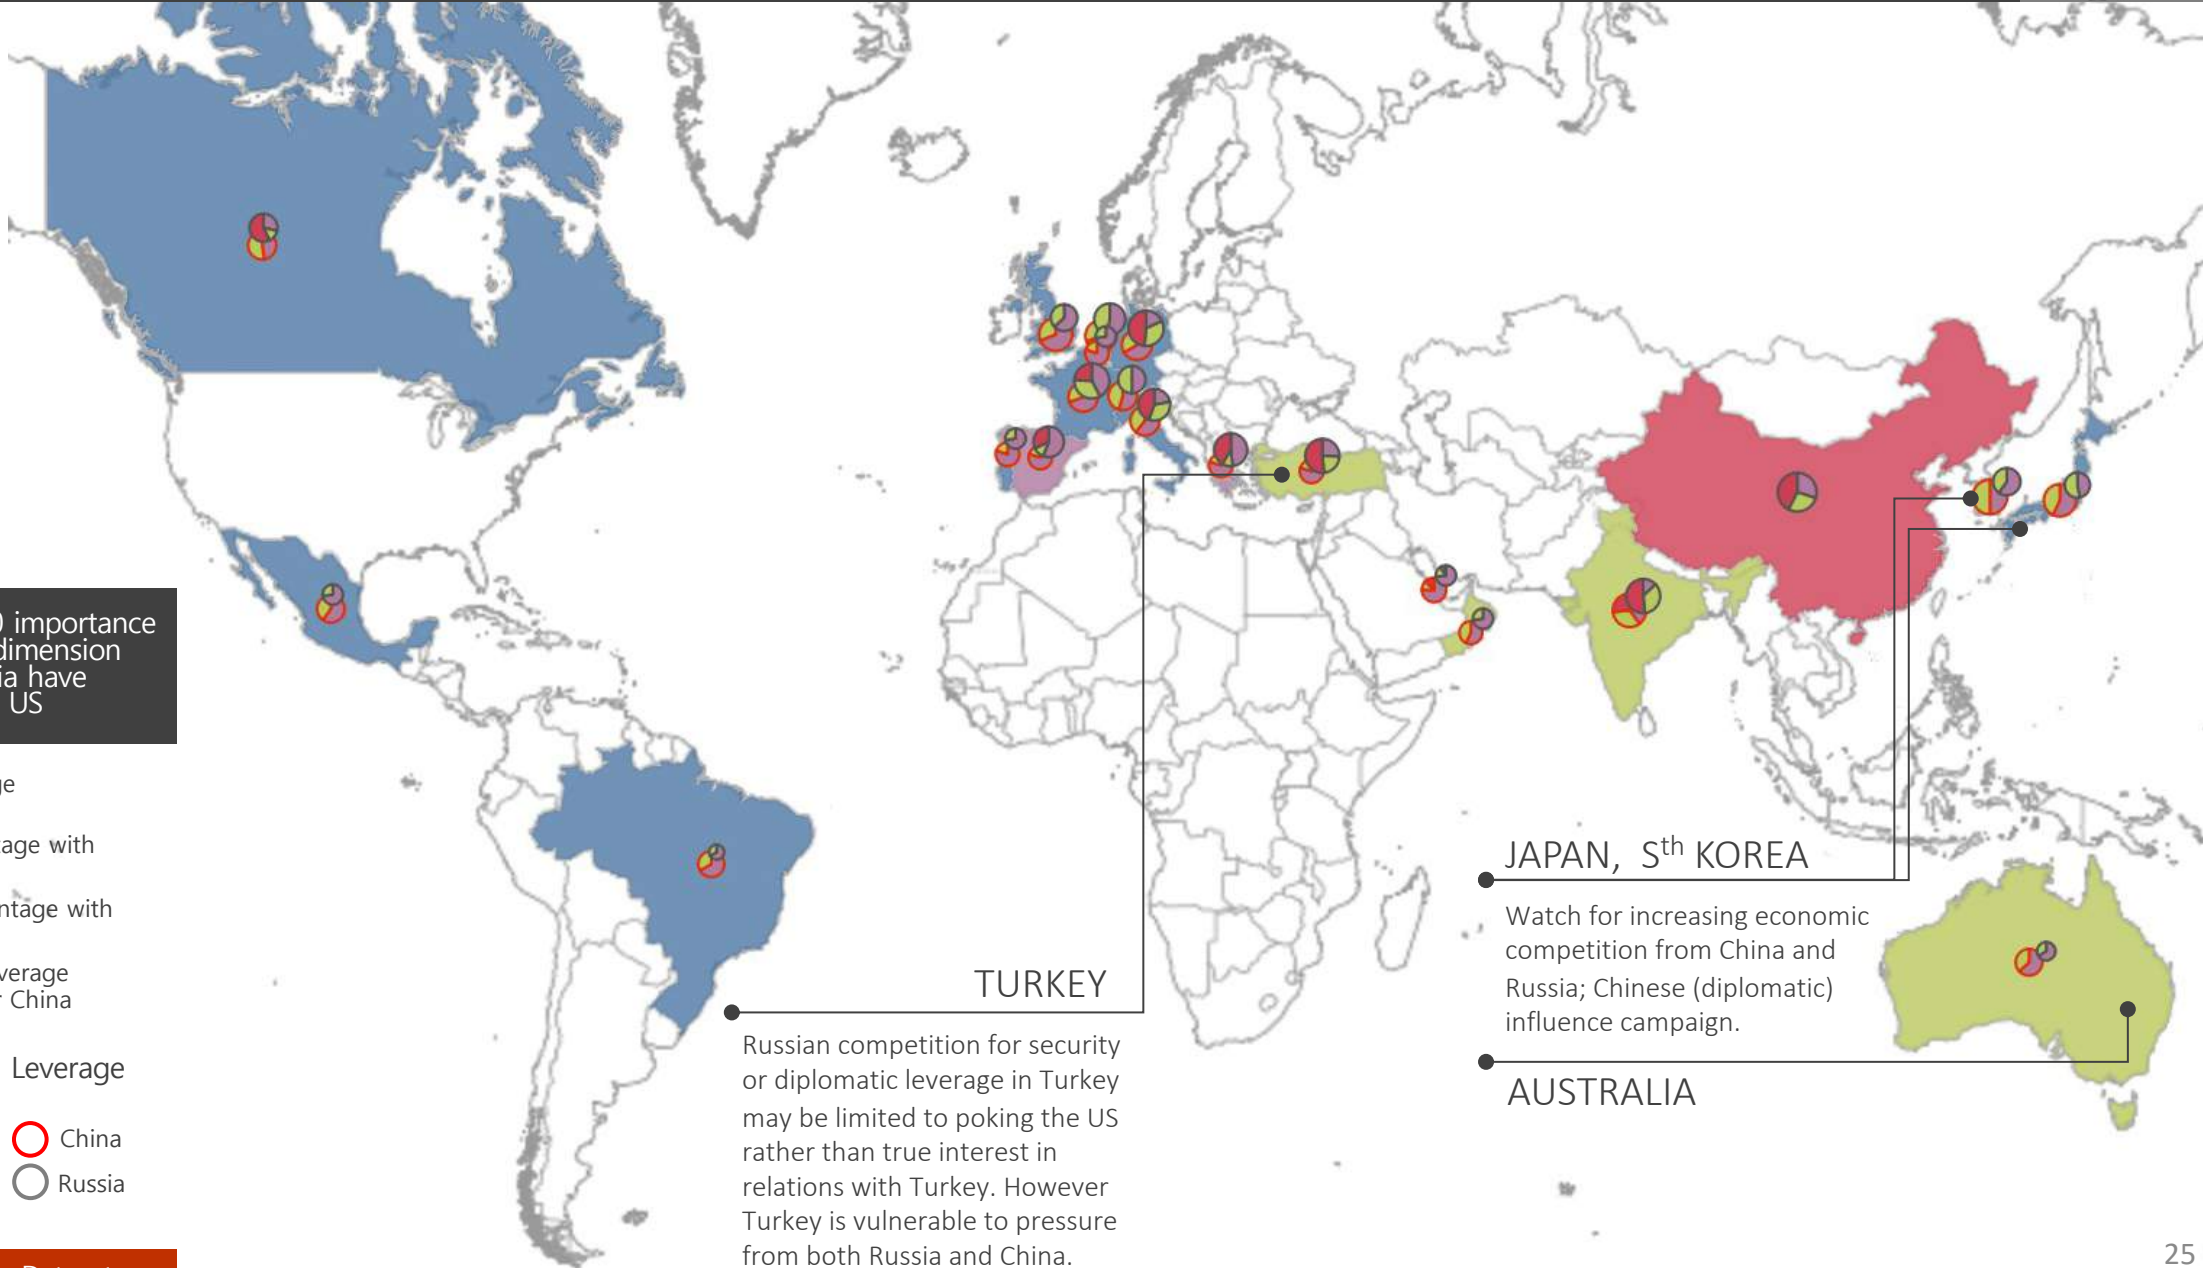 importance
dimension
ia have
US
ge
tage with
ntage with
verage
r China
Leverage
China
Russia
TURKEY
Russian competition for security
or diplomatic leverage in Turkey
may be limited to poking the US
rather than true interest in
relations with Turkey. However
Turkey is vulnerable to pressure
from both Russia and China.
JAPAN, Sth KOREA
Watch for increasing economic
competition from China and
Russia; Chinese (diplomatic)
influence campaign.
AUSTRALIA
25